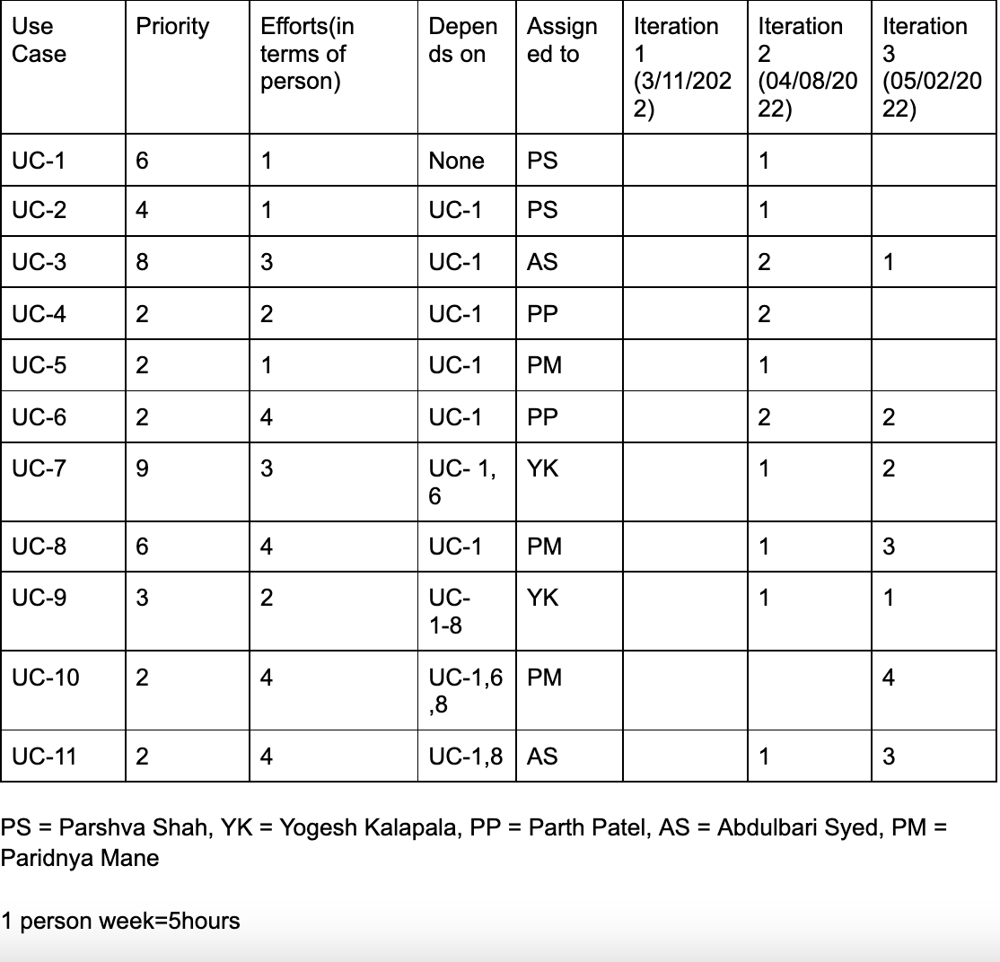 Use Case Priority Efforts(in terms of person) Depends on Assigned to Iteration 1 (3/11/2022) Iteration 2 (04/08/2022) Iteration 3 (05/02/2022)
UC-1 6 1 None PS 1
UC-2 4 1 UC-1 PS 1
UC-3 8 3 UC-1 AS 2 1
UC-4 2 2 UC-1 PP 2
UC-5 2 1 UC-1 PM 1
UC-6 2 4 UC-1 PP 2 2
UC-7 9 3 UC- 1, 6 YK 1 2
UC-8 6 4 UC-1 PM 1 3
UC-9 3 2 UC-1-8 YK 1 1
UC-10 2 4 UC-1,6,8 PM 4
UC-11 2 4 UC-1,8 AS 1 3
PS = Parshva Shah, YK = Yogesh Kalapala, PP = Parth Patel, AS = Abdulbari Syed, PM =
Paridnya Mane
1 person week=5hours